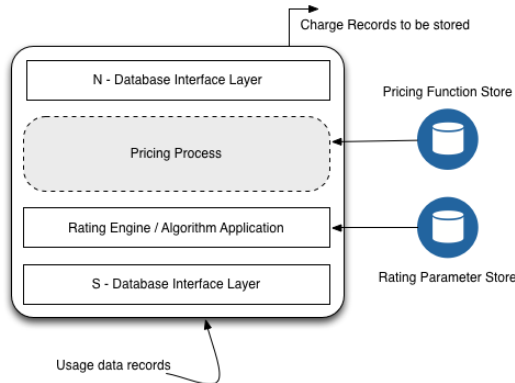 Charge Records to be stored
N - Database Interface Layer
Pricing Function Store
Pricing Process
Rating Engine / Algorithm Application
Rating Parameter Store
S - Database Interface Layer
Usage data records